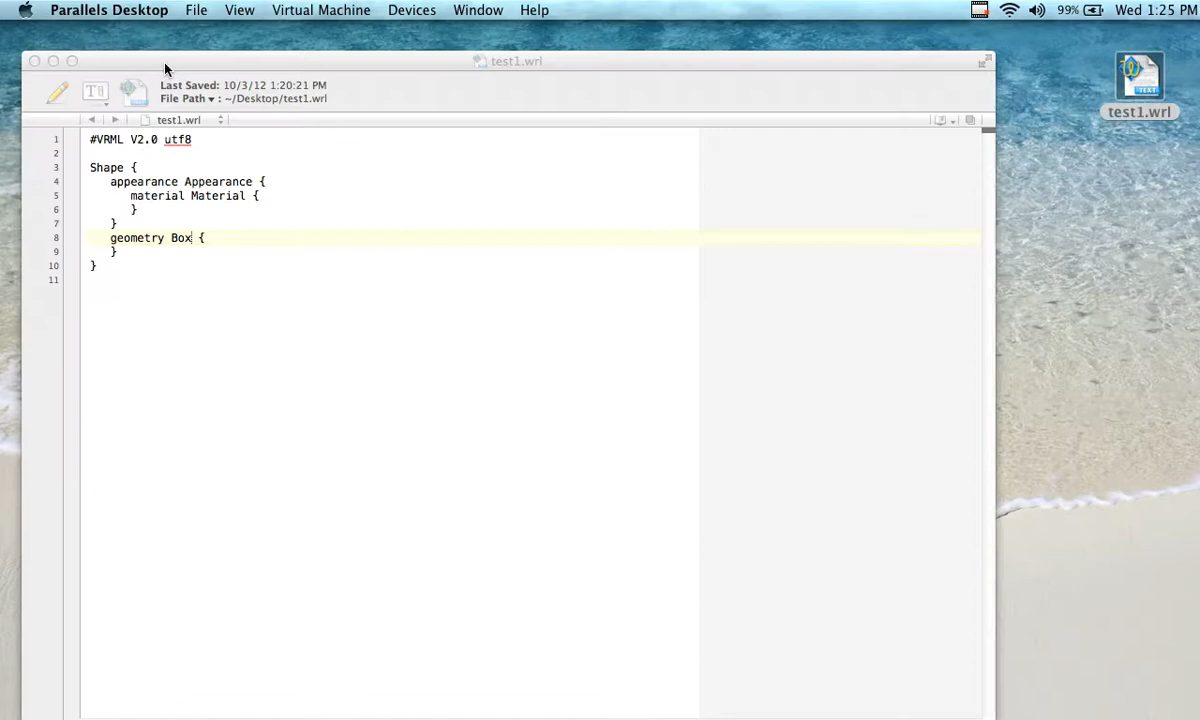 Parallels Desktop File View Virtual Machine Devices Window Help 99% Wed 1:25 PM
test1.wrl
Last Saved: 10/3/12 1:20:21 PM
File Path ▾ : ~/Desktop/test1.wrl
test1.wrl
1 #VRML V2.0 utf8
2
3 Shape {
4 appearance Appearance {
5 material Material {
6 }
7 }
8 geometry Box {
9 }
10 }
11
TEXT
test1.wrl